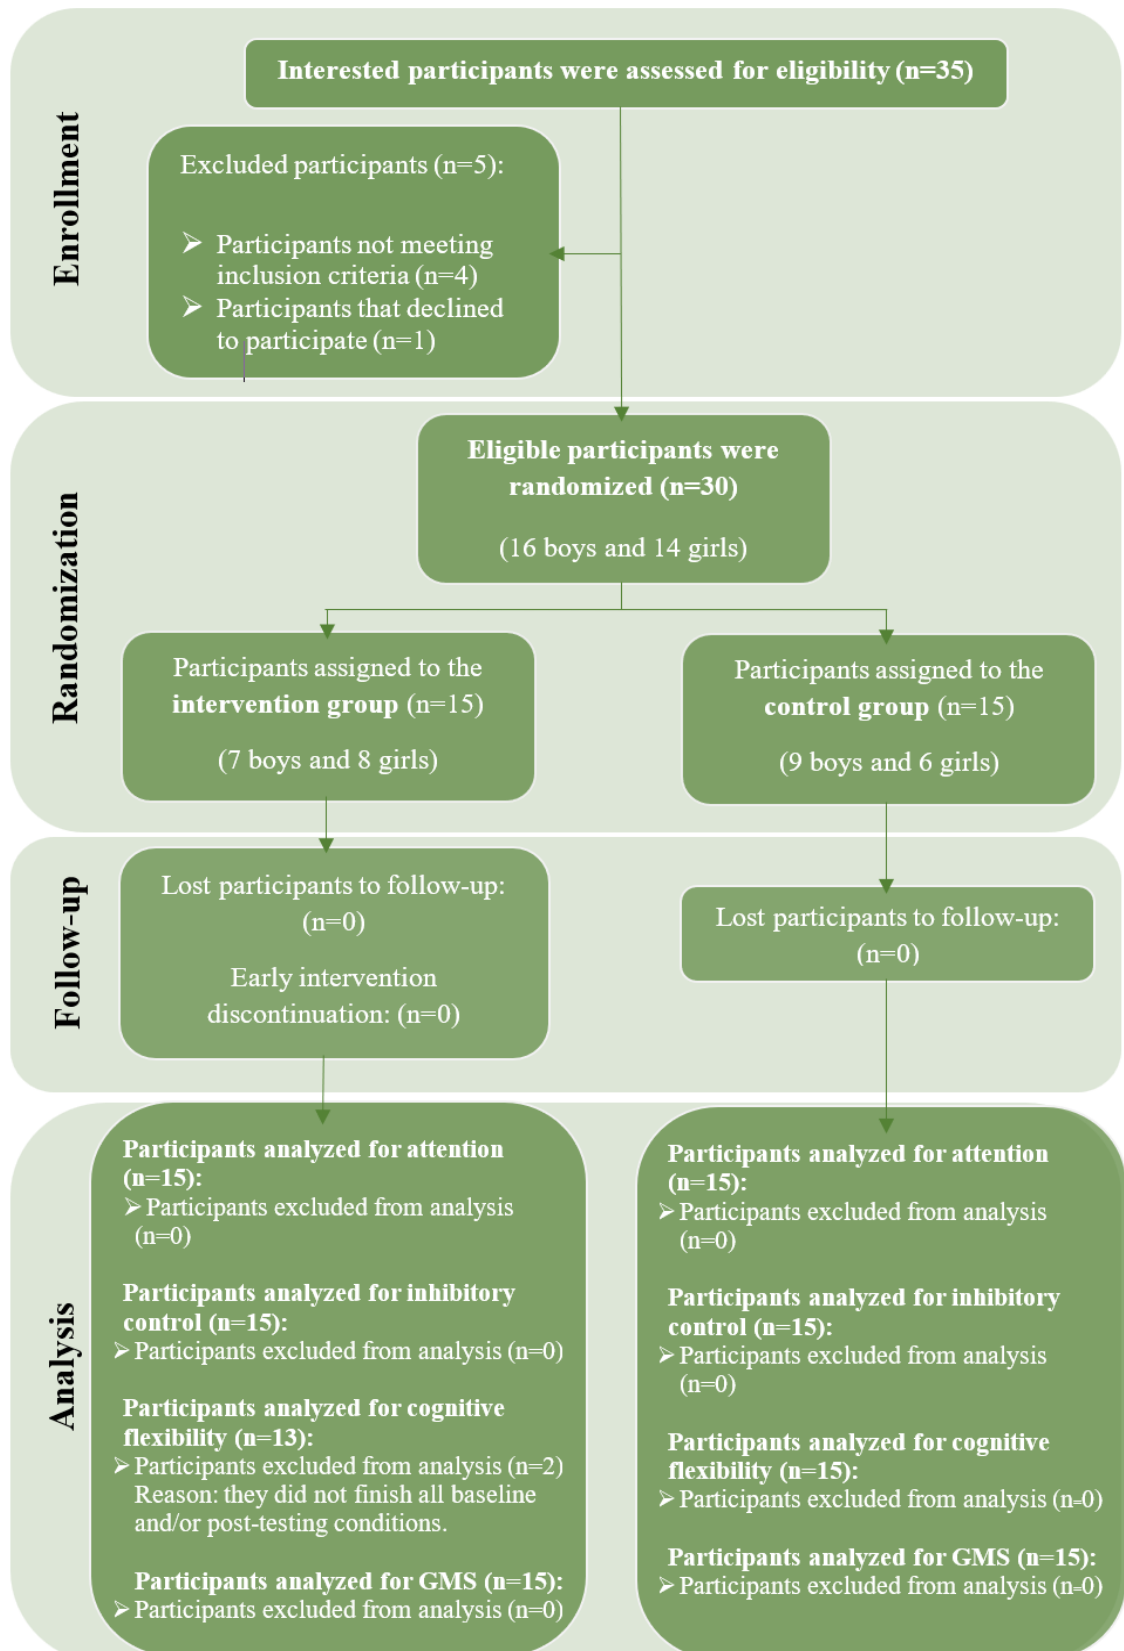 Enrollment
Interested participants were assessed for eligibility (n=35)
Excluded participants (n=5):
➢ Participants not meeting
inclusion criteria (n=4)
➢ Participants that declined
to participate (n=1)
Randomization
Eligible participants were
randomized (n=30)
(16 boys and 14 girls)
Participants assigned to the
intervention group (n=15)
(7 boys and 8 girls)
Participants assigned to the
control group (n=15)
(9 boys and 6 girls)
Follow-up
Lost participants to follow-up:
(n=0)
Early intervention
discontinuation: (n=0)
Lost participants to follow-up:
(n=0)
Analysis
Participants analyzed for attention
(n=15):
➢ Participants excluded from analysis
(n=0)
Participants analyzed for inhibitory
control (n=15):
➢ Participants excluded from analysis (n=0)
Participants analyzed for cognitive
flexibility (n=13):
➢ Participants excluded from analysis (n=2)
Reason: they did not finish all baseline
and/or post-testing conditions.
Participants analyzed for GMS (n=15):
➢ Participants excluded from analysis (n=0)
Participants analyzed for attention
(n=15):
➢ Participants excluded from analysis
(n=0)
Participants analyzed for inhibitory
control (n=15):
➢ Participants excluded from analysis
(n=0)
Participants analyzed for cognitive
flexibility (n=15):
➢ Participants excluded from analysis (n=0)
Participants analyzed for GMS (n=15):
➢ Participants excluded from analysis (n=0)